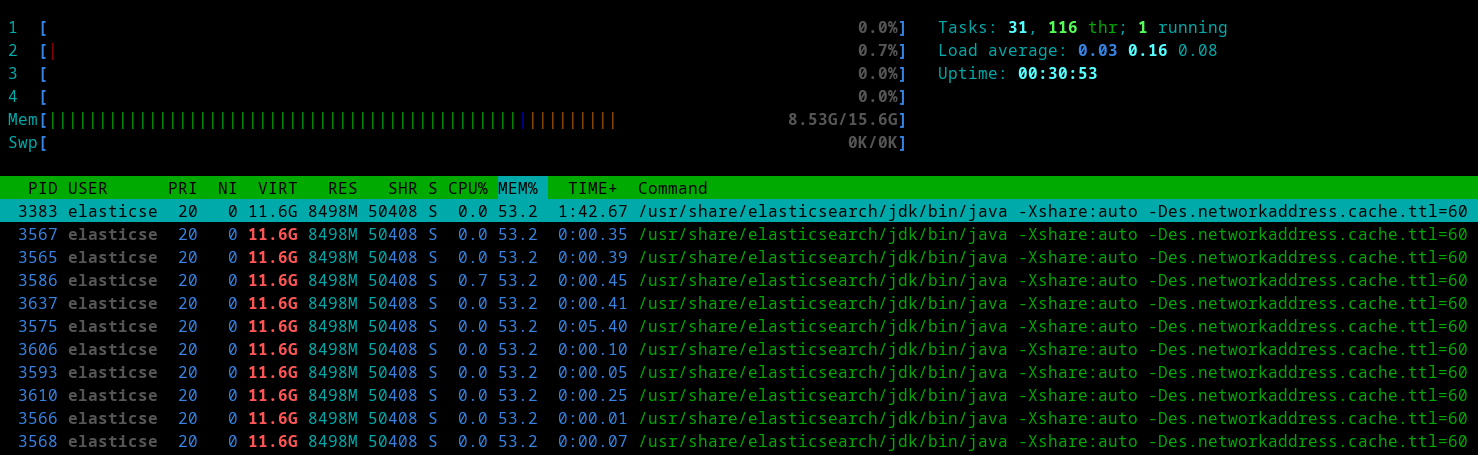 1 [ 0.0%] Tasks: 31, 116 thr; 1 running
2 [| 0.7%] Load average: 0.03 0.16 0.08
3 [ 0.0%] Uptime: 00:30:53
4 [ 0.0%]
Mem[||||||||||||||||||||||||||||||||||||||||||||||||||||||||| 8.53G/15.6G]
Swp[ 0K/0K]
PID USER PRI NI VIRT RES SHR S CPU% MEM% TIME+ Command
3383 elasticse 20 0 11.6G 8498M 50408 S 0.0 53.2 1:42.67 /usr/share/elasticsearch/jdk/bin/java -Xshare:auto -Des.networkaddress.cache.ttl=60
3567 elasticse 20 0 11.6G 8498M 50408 S 0.0 53.2 0:00.35 /usr/share/elasticsearch/jdk/bin/java -Xshare:auto -Des.networkaddress.cache.ttl=60
3565 elasticse 20 0 11.6G 8498M 50408 S 0.0 53.2 0:00.39 /usr/share/elasticsearch/jdk/bin/java -Xshare:auto -Des.networkaddress.cache.ttl=60
3586 elasticse 20 0 11.6G 8498M 50408 S 0.7 53.2 0:00.45 /usr/share/elasticsearch/jdk/bin/java -Xshare:auto -Des.networkaddress.cache.ttl=60
3637 elasticse 20 0 11.6G 8498M 50408 S 0.0 53.2 0:00.41 /usr/share/elasticsearch/jdk/bin/java -Xshare:auto -Des.networkaddress.cache.ttl=60
3575 elasticse 20 0 11.6G 8498M 50408 S 0.0 53.2 0:05.40 /usr/share/elasticsearch/jdk/bin/java -Xshare:auto -Des.networkaddress.cache.ttl=60
3606 elasticse 20 0 11.6G 8498M 50408 S 0.0 53.2 0:00.10 /usr/share/elasticsearch/jdk/bin/java -Xshare:auto -Des.networkaddress.cache.ttl=60
3593 elasticse 20 0 11.6G 8498M 50408 S 0.0 53.2 0:00.05 /usr/share/elasticsearch/jdk/bin/java -Xshare:auto -Des.networkaddress.cache.ttl=60
3610 elasticse 20 0 11.6G 8498M 50408 S 0.0 53.2 0:00.25 /usr/share/elasticsearch/jdk/bin/java -Xshare:auto -Des.networkaddress.cache.ttl=60
3566 elasticse 20 0 11.6G 8498M 50408 S 0.0 53.2 0:00.01 /usr/share/elasticsearch/jdk/bin/java -Xshare:auto -Des.networkaddress.cache.ttl=60
3568 elasticse 20 0 11.6G 8498M 50408 S 0.0 53.2 0:00.07 /usr/share/elasticsearch/jdk/bin/java -Xshare:auto -Des.networkaddress.cache.ttl=60